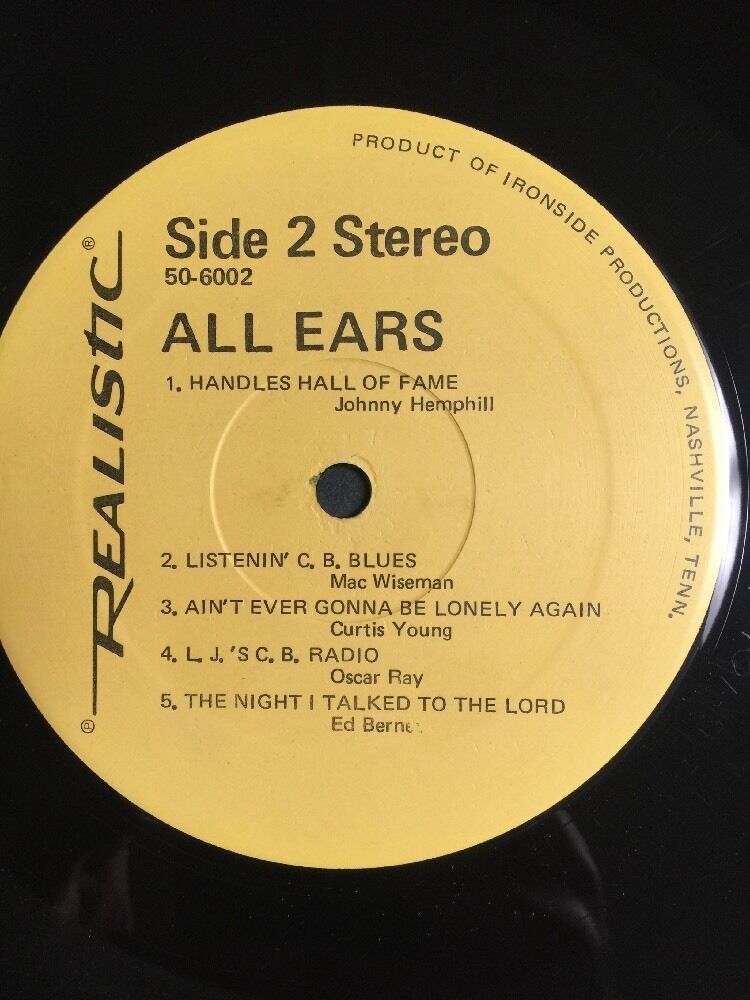 PRODUCT OF IRONSIDE PRODUCTIONS, NASHVILLE, TENN.
REALISTIC®
℗
Side 2 Stereo
50-6002
ALL EARS
1. HANDLES HALL OF FAME
Johnny Hemphill
2. LISTENIN' C. B. BLUES
Mac Wiseman
3. AIN'T EVER GONNA BE LONELY AGAIN
Curtis Young
4. L. J. 'S C. B. RADIO
Oscar Ray
5. THE NIGHT I TALKED TO THE LORD
Ed